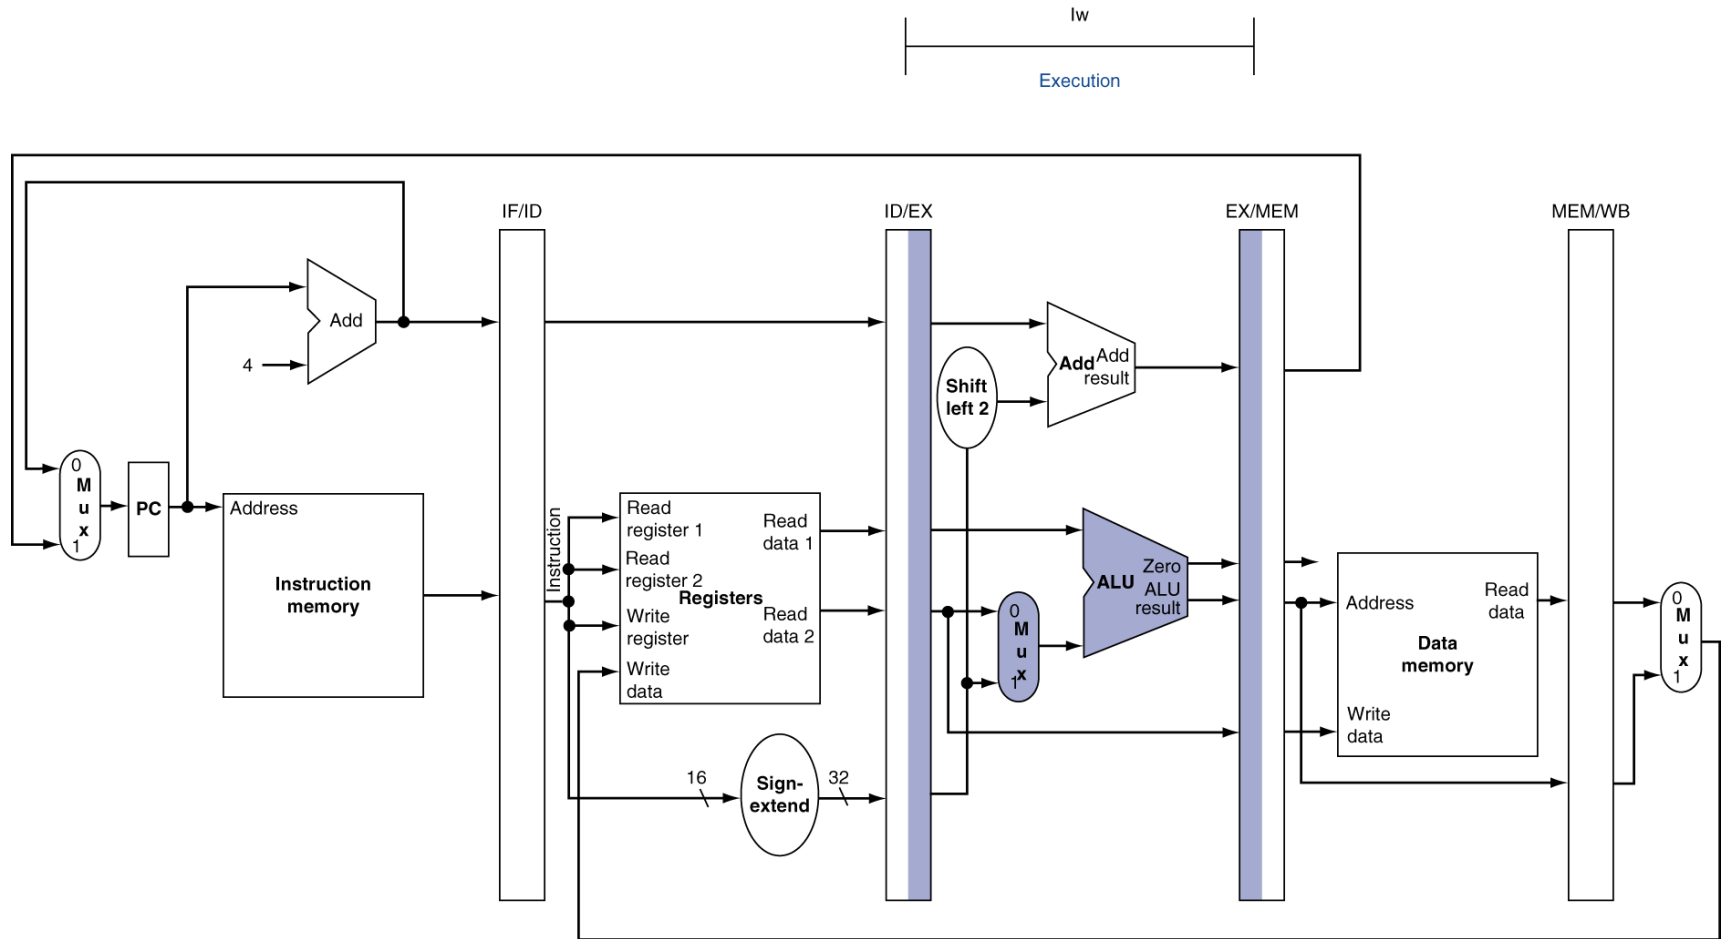 lw
Execution
IF/ID
ID/EX
EX/MEM
MEM/WB
Add
4
Add
Add
result
Shift
left 2
0
M
u
x
1
PC
Address
Instruction
memory
Instruction
Read
register 1
Read
register 2
Write
register
Write
data
Registers
Read
data 1
Read
data 2
0
M
u
x
1
ALU
Zero
ALU
result
Address
Data
memory
Read
data
Write
data
0
M
u
x
1
16
Sign-
extend
32